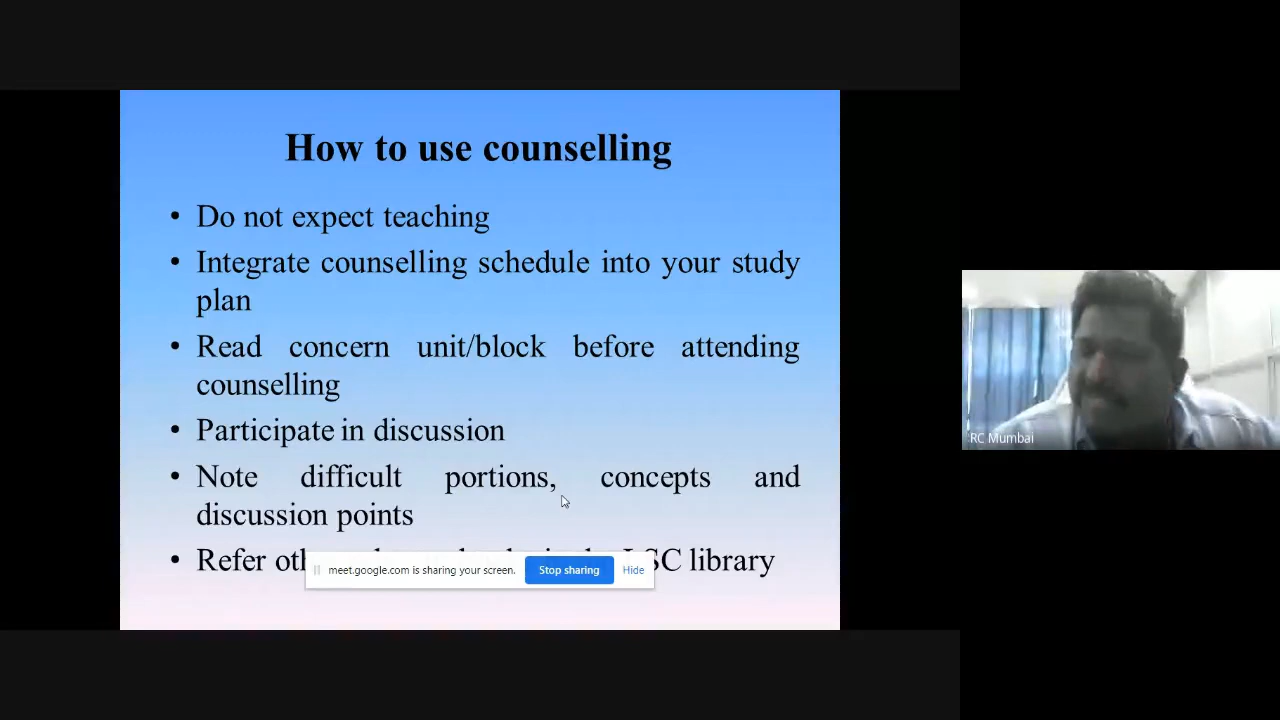 How to use counselling
• Do not expect teaching
• Integrate counselling schedule into your study
plan
• Read concern unit/block before attending
counselling
• Participate in discussion
• Note difficult portions, concepts and
discussion points
• Refer library
meet.google.com is sharing your screen. Stop sharing Hide
RC Mumbai